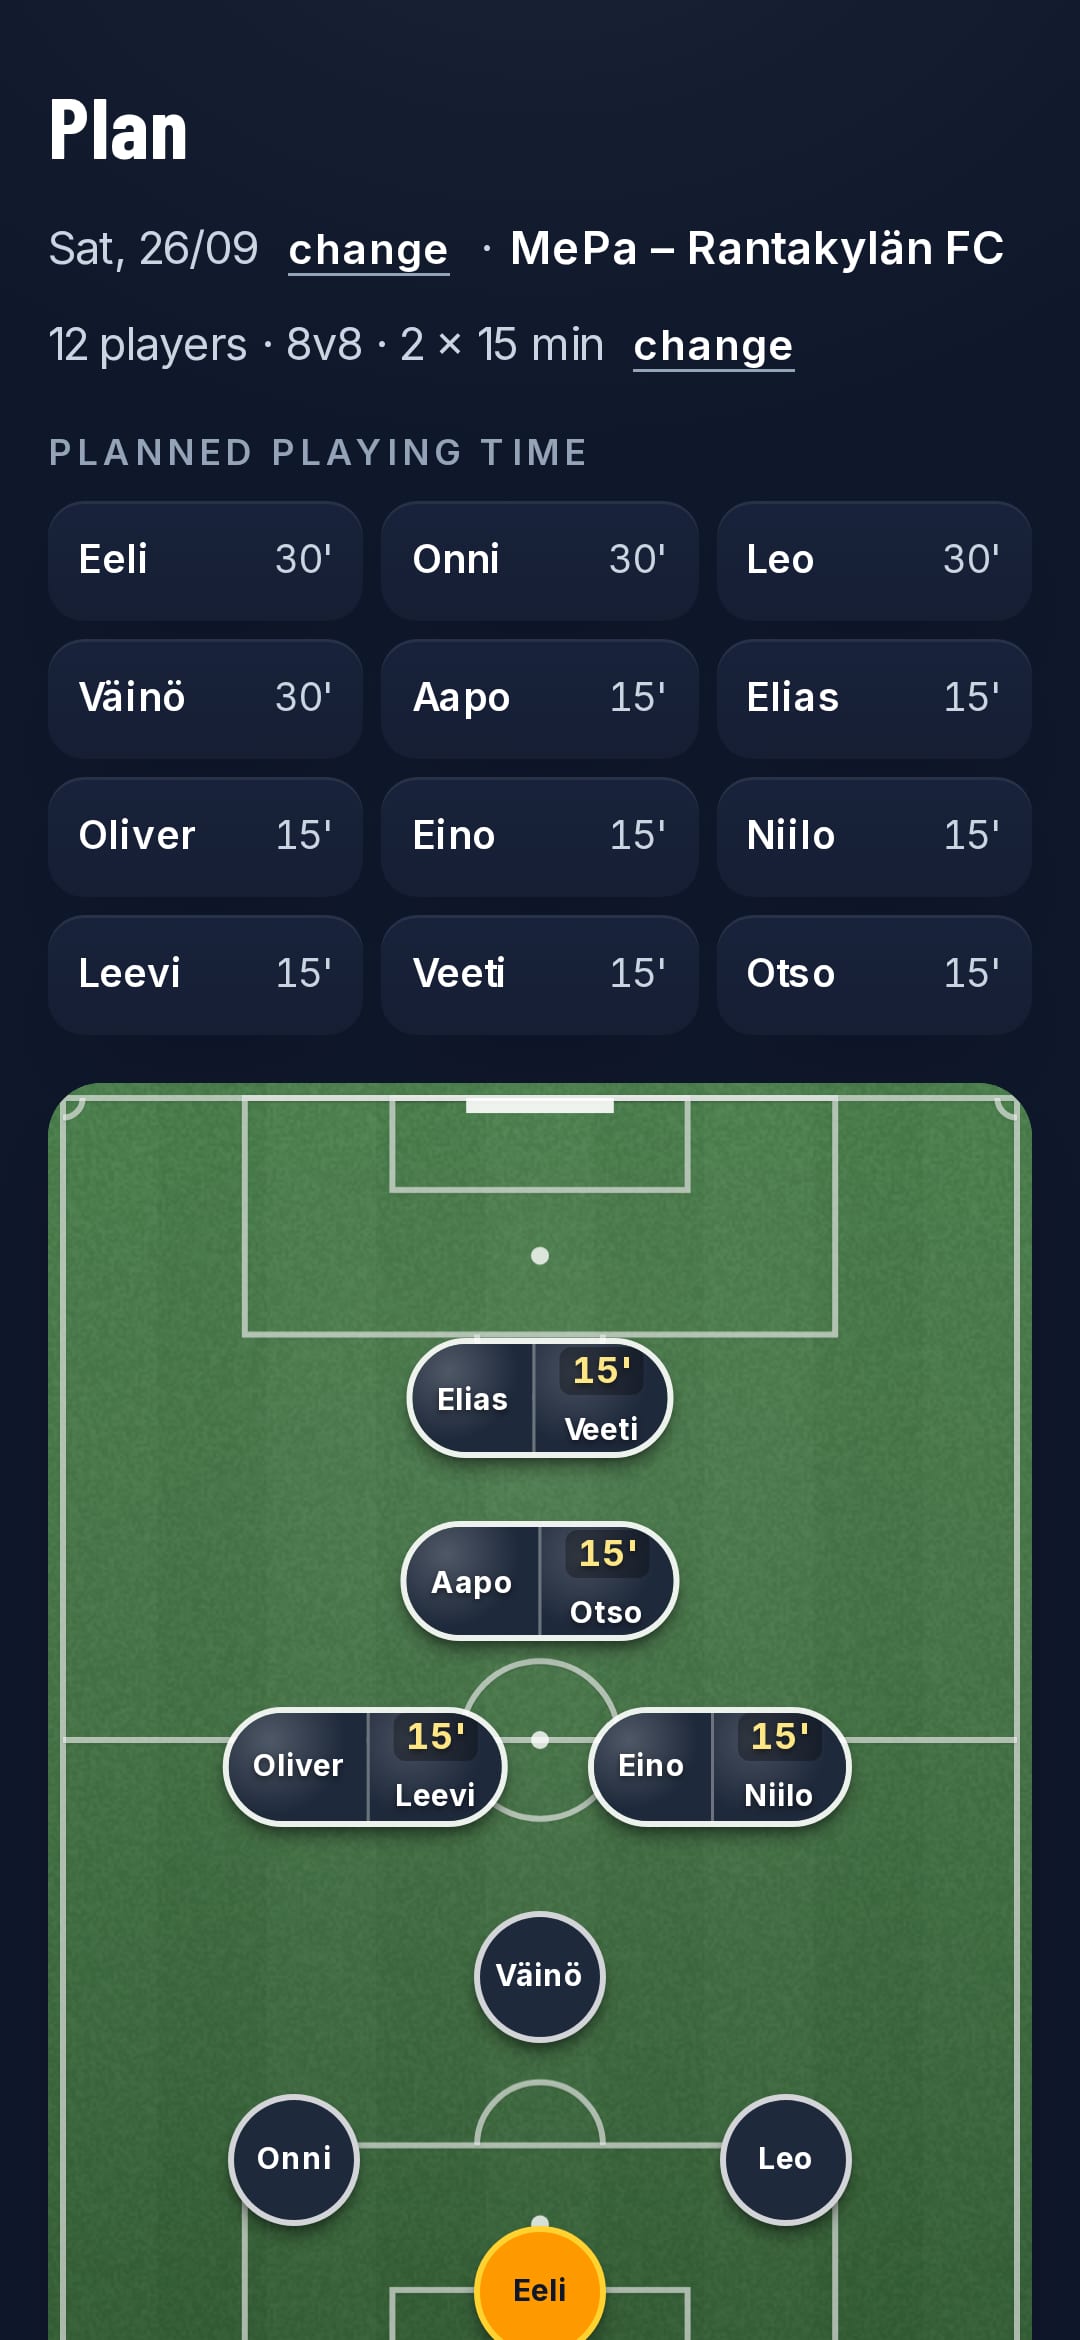 Plan
Sat, 26/09 change · MePa – Rantakylän FC
12 players · 8v8 · 2 × 15 min change
PLANNED PLAYING TIME
Eeli 30' Onni 30' Leo 30'
Väinö 30' Aapo 15' Elias 15'
Oliver 15' Eino 15' Niilo 15'
Leevi 15' Veeti 15' Otso 15'
15'
Elias
Veeti
15'
Aapo
Otso
15' 15'
Oliver Eino
Leevi Niilo
Väinö
Onni Leo
Eeli